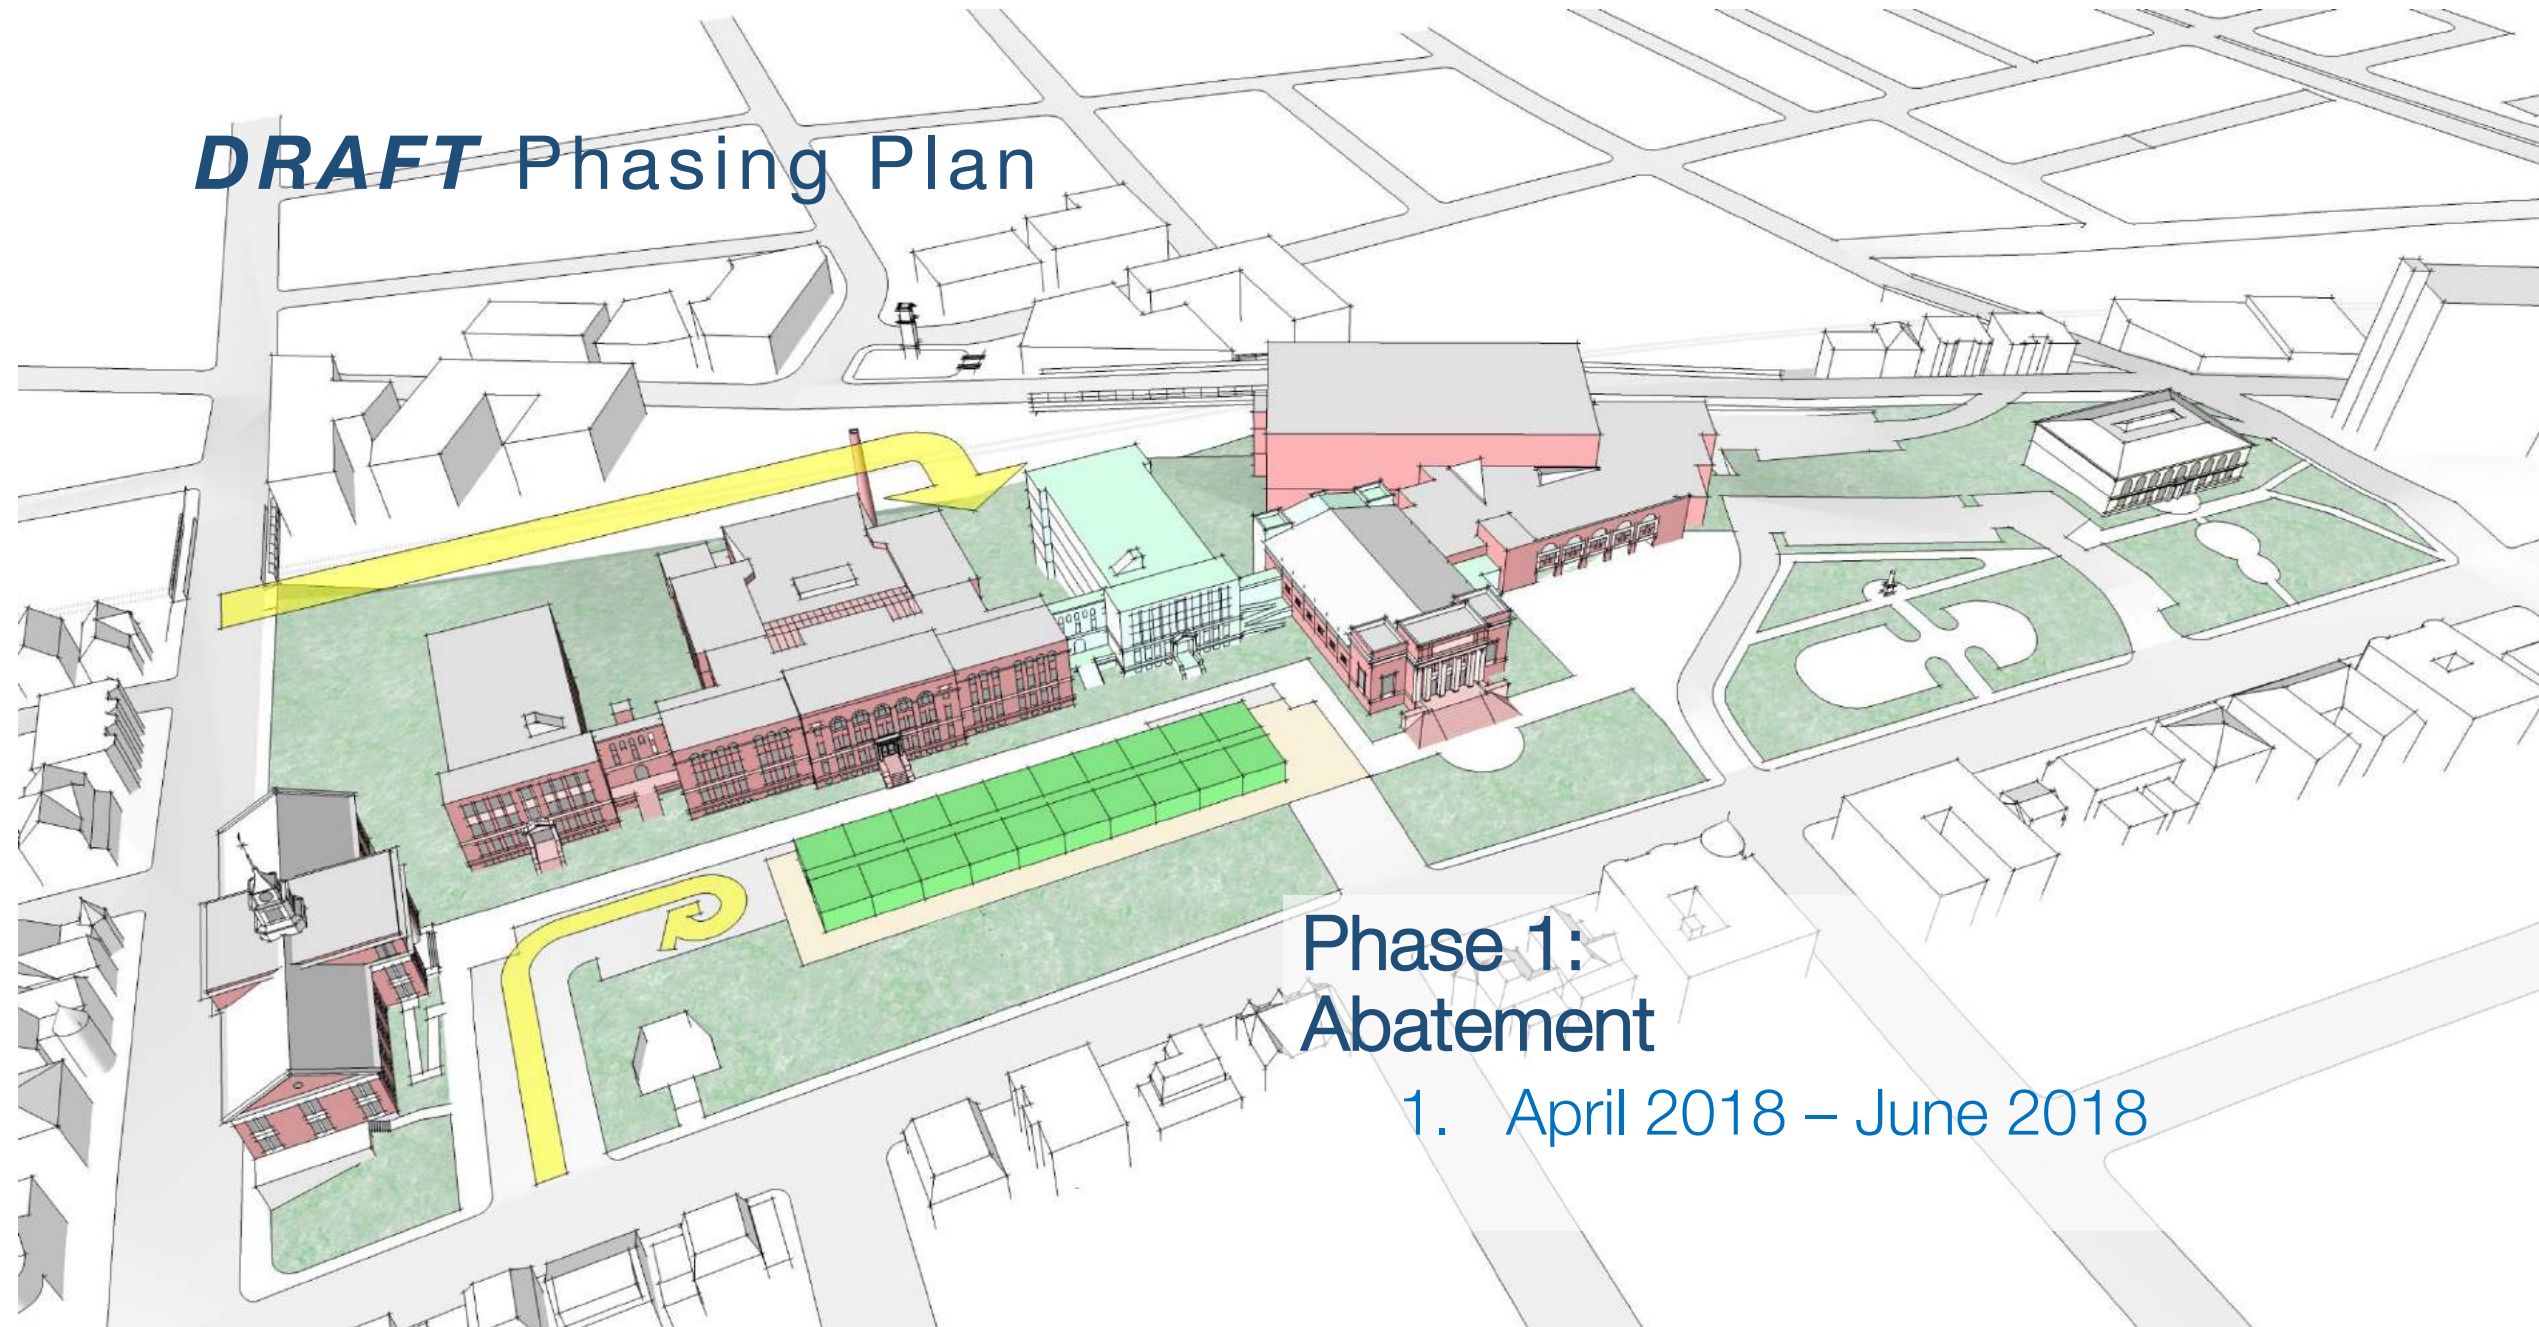 DRAFT Phasing Plan
Phase 1:
Abatement
1. April 2018 – June 2018